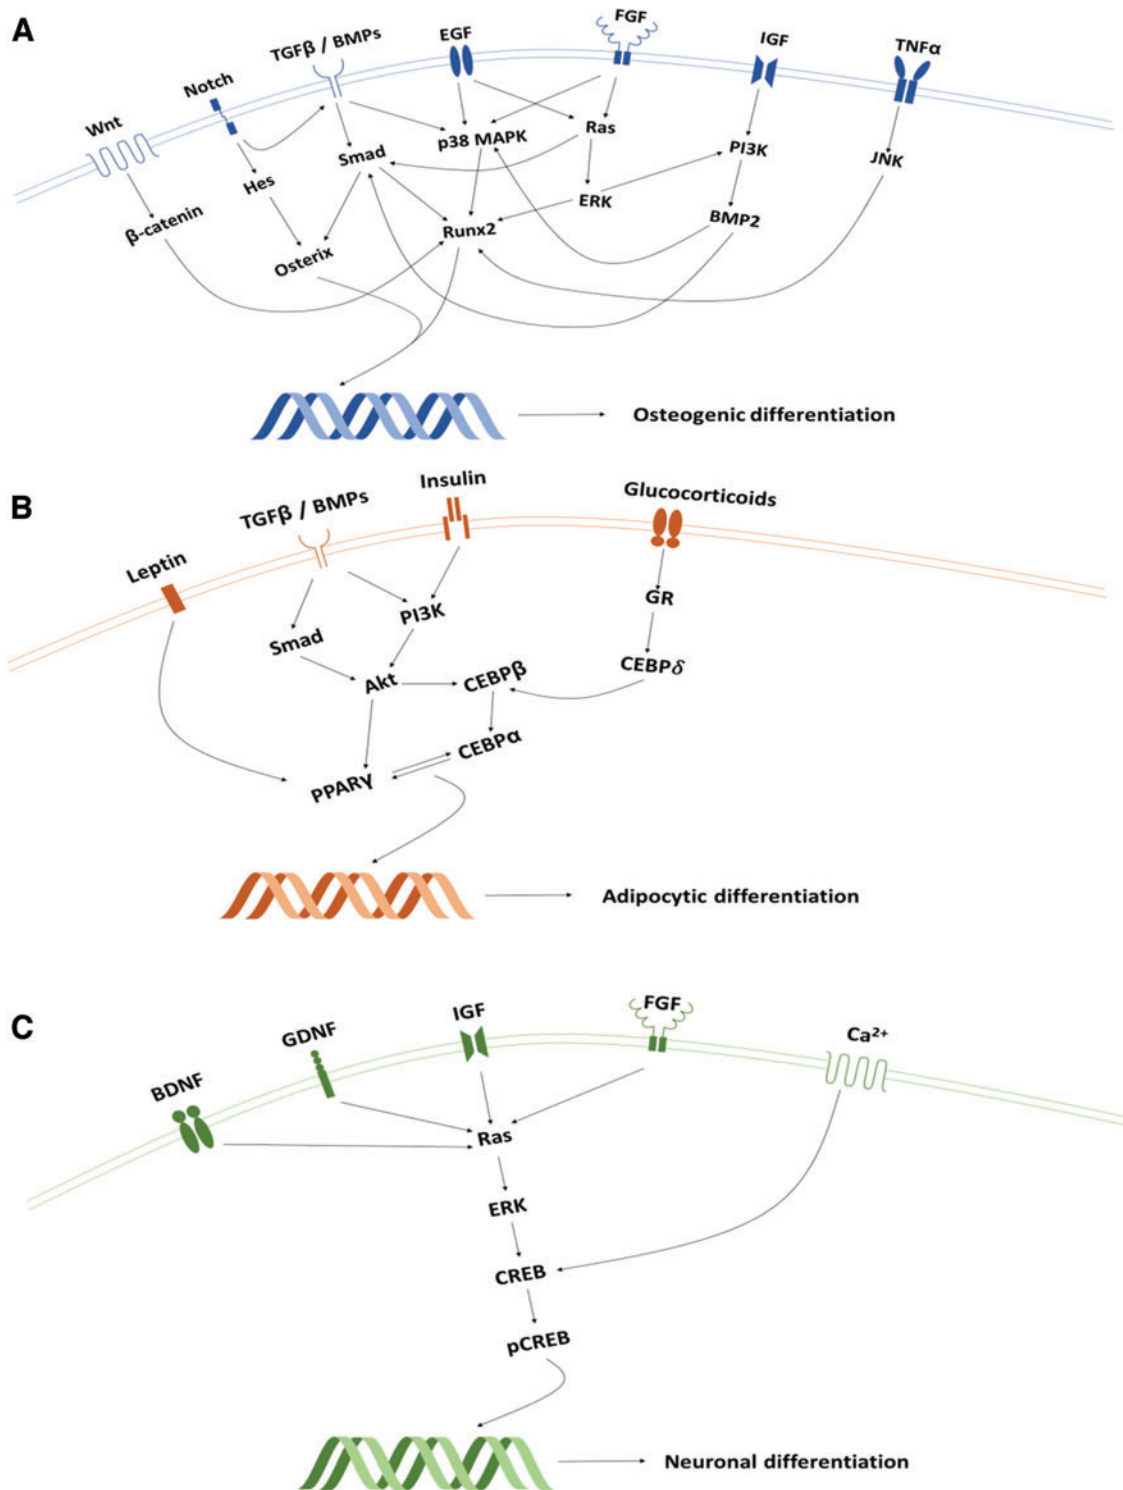 A
FGF
TGFβ / BMPs
EGF
IGF
TNFα
Notch
Wnt
p38 MAPK
Ras
Smad
PI3K
JNK
Hes
ERK
β-catenin
Runx2
BMP2
Osterix
Osteogenic differentiation
B
TGFβ / BMPs
Insulin
Glucocorticoids
Leptin
PI3K
GR
Smad
Akt
CEBPβ
CEBPδ
CEBPα
PPARγ
Adipocytic differentiation
C
BDNF
GDNF
IGF
FGF
Ca²⁺
Ras
ERK
CREB
pCREB
Neuronal differentiation